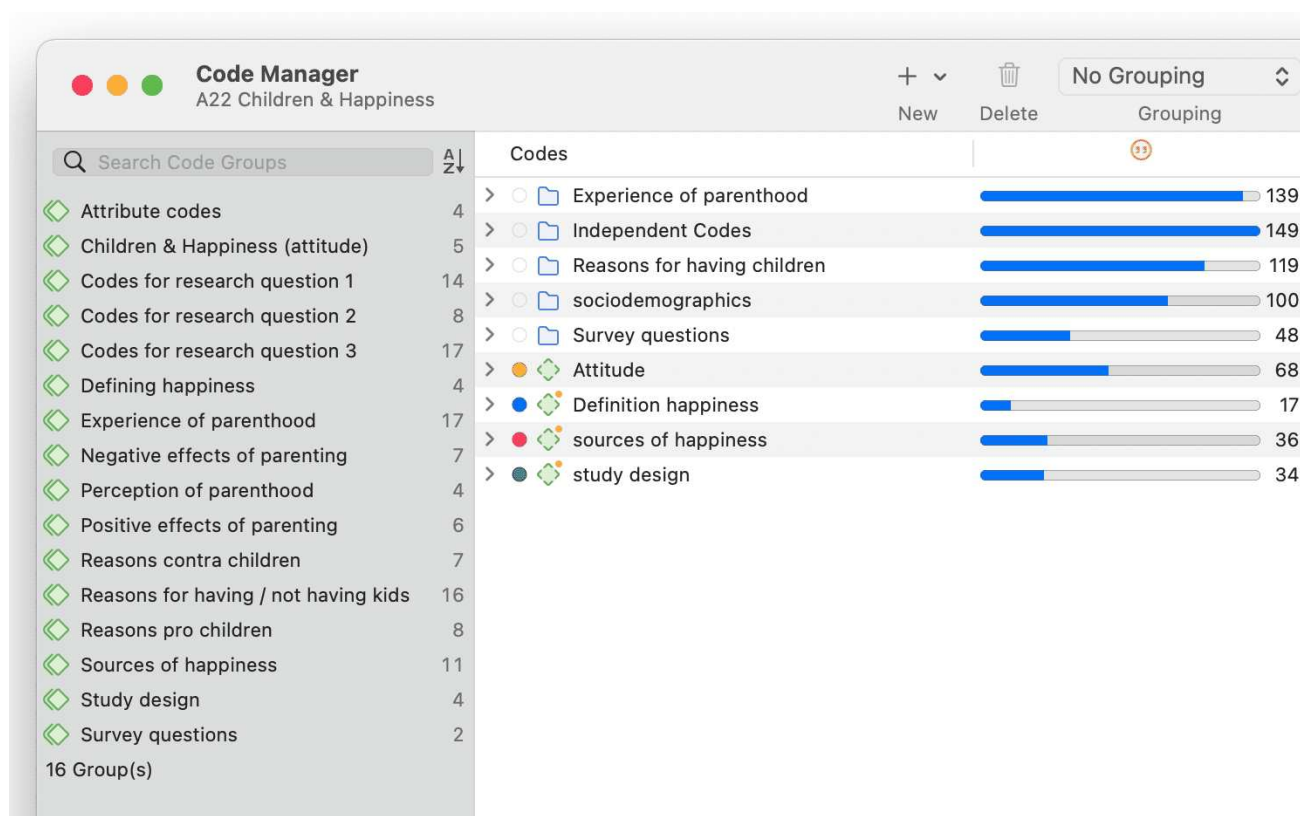 Code Manager
A22 Children & Happiness
New
Delete
No Grouping
Grouping
Search Code Groups
Attribute codes 4
Children & Happiness (attitude) 5
Codes for research question 1 14
Codes for research question 2 8
Codes for research question 3 17
Defining happiness 4
Experience of parenthood 17
Negative effects of parenting 7
Perception of parenthood 4
Positive effects of parenting 6
Reasons contra children 7
Reasons for having / not having kids 16
Reasons pro children 8
Sources of happiness 11
Study design 4
Survey questions 2
16 Group(s)
Codes
Experience of parenthood 139
Independent Codes 149
Reasons for having children 119
sociodemographics 100
Survey questions 48
Attitude 68
Definition happiness 17
sources of happiness 36
study design 34